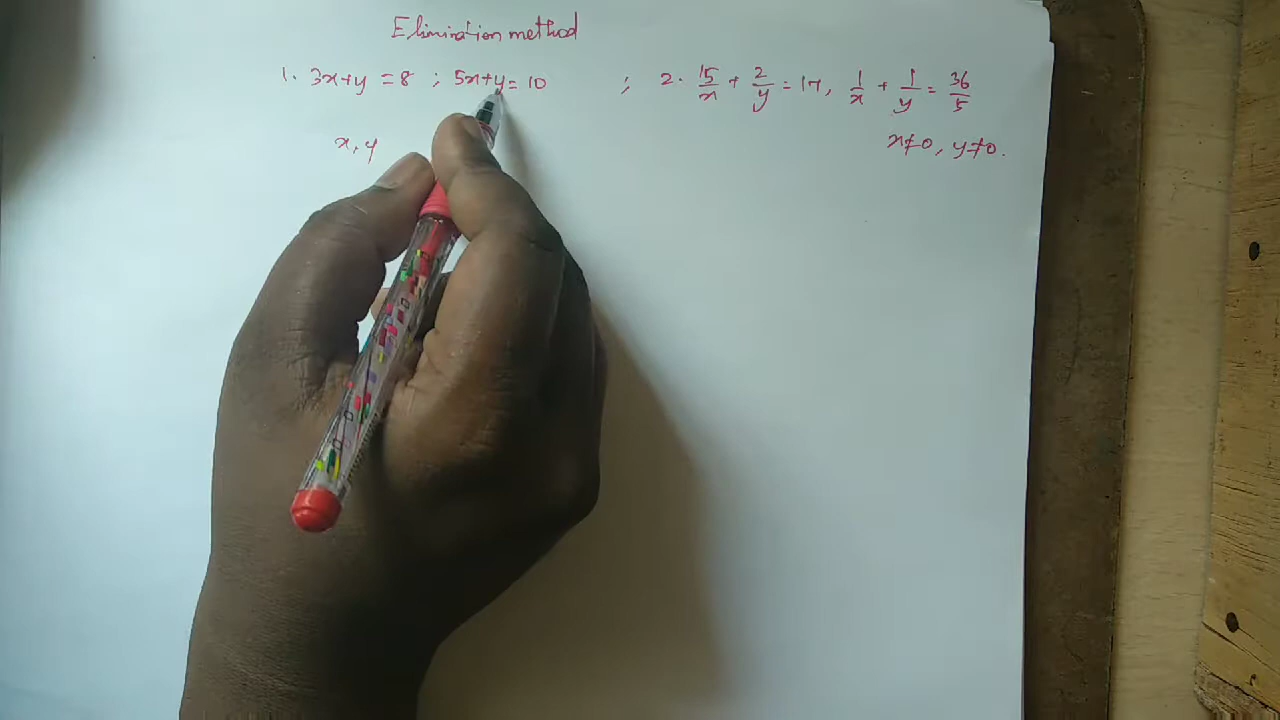 Elimination method
1. 3x+y = 8 ; 5x+y = 10 ; 2. 15/x + 2/y = 17, 1/x + 1/y = 36/5
x, y x≠0, y≠0.